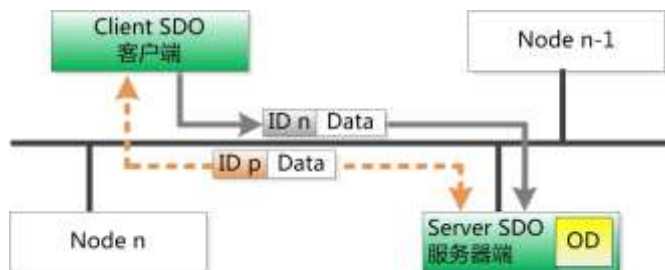 Client SDO
客户端
Node n-1
ID n Data
ID p Data
Node n
Server SDO
服务器端
OD